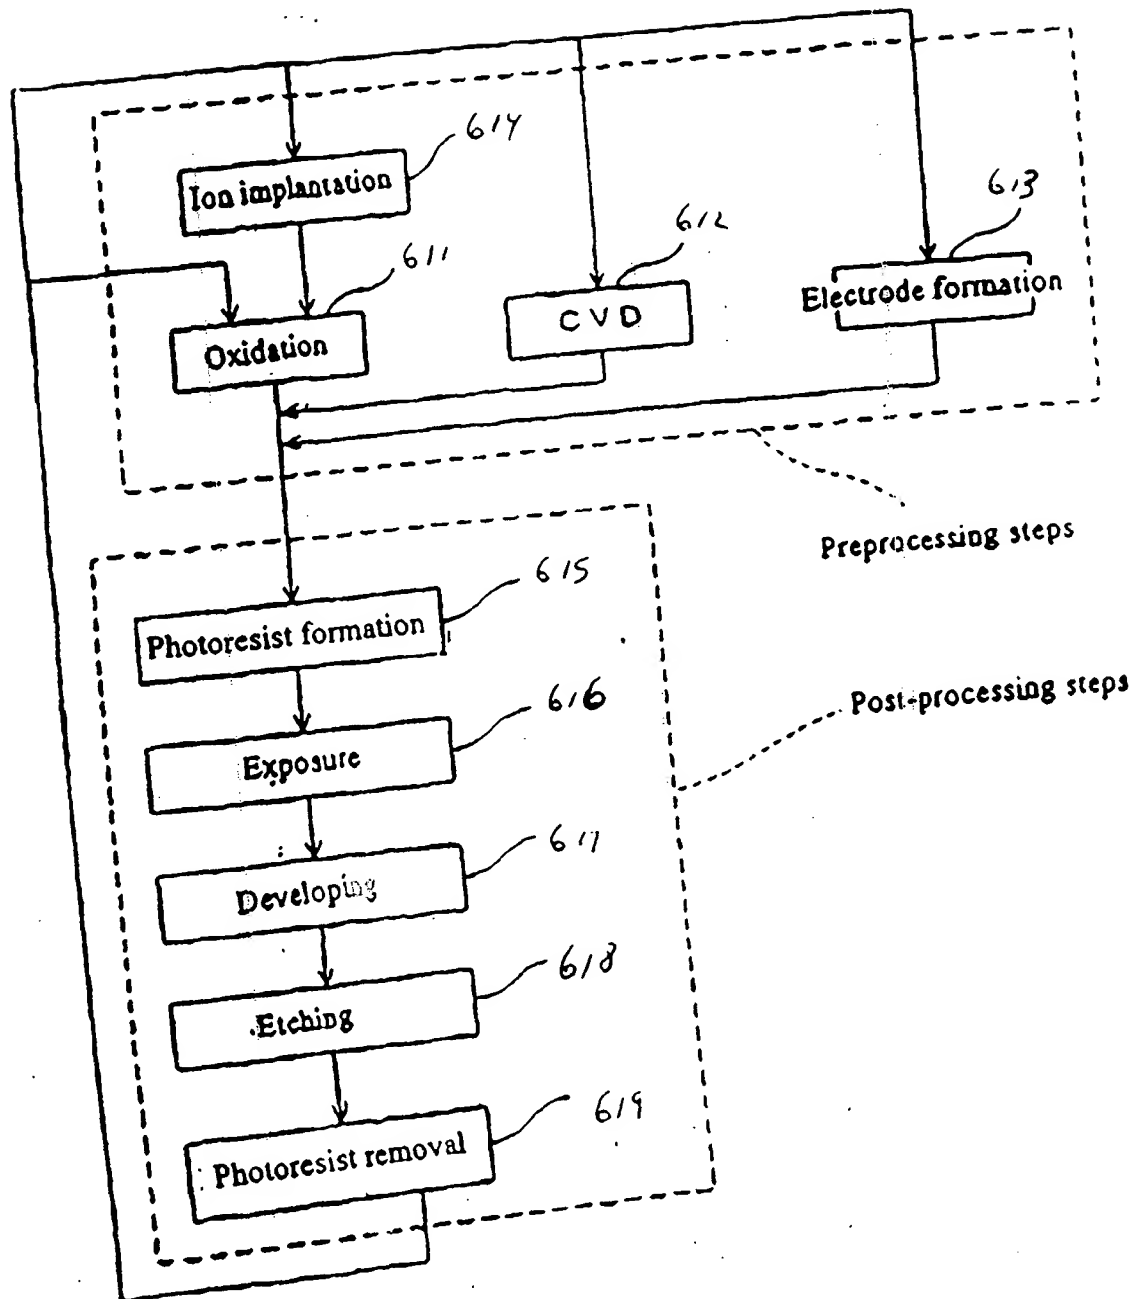 614
Ion implantation
613
612
611
Electrode formation
CVD
Oxidation
Preprocessing steps
615
Photoresist formation
Post-processing steps
616
Exposure
617
Developing
618
Etching
619
Photoresist removal